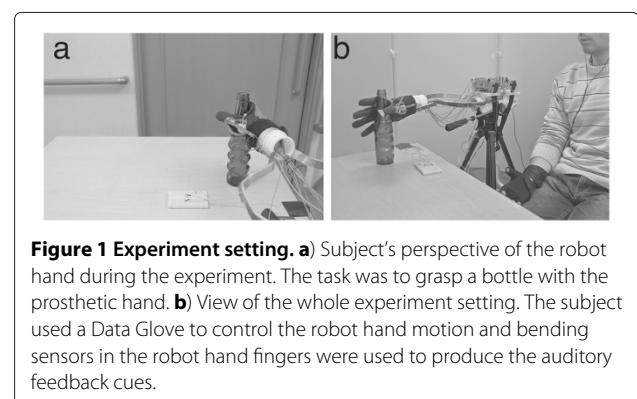 a
b
Figure 1 Experiment setting. a) Subject's perspective of the robot
hand during the experiment. The task was to grasp a bottle with the
prosthetic hand. b) View of the whole experiment setting. The subject
used a Data Glove to control the robot hand motion and bending
sensors in the robot hand fingers were used to produce the auditory
feedback cues.